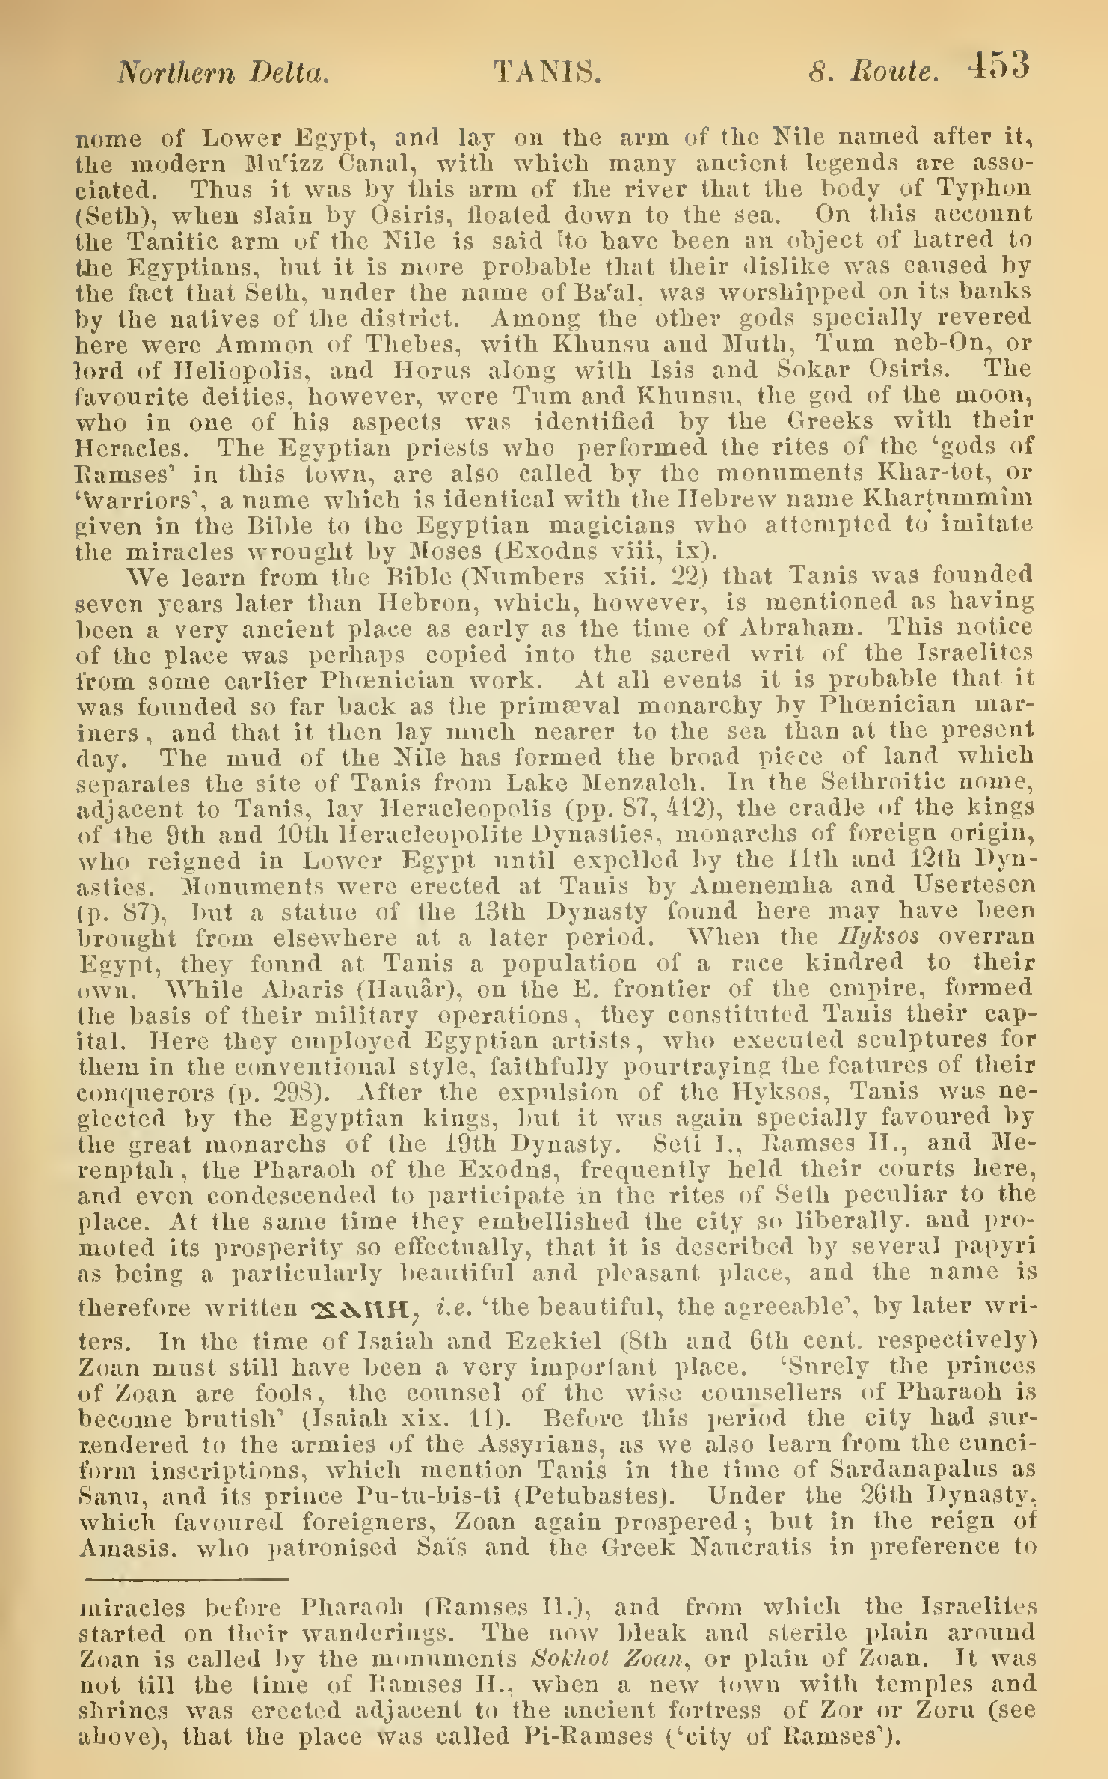 Northern Delta. TANIS. 8. Route. 453
nome of Lower Egypt, and lay on the arm of the Nile named after it,
the modern Mu'izz Canal, with which many ancient legends are asso-
ciated. Thus it was by this arm of the river that the body of Typhon
(Seth), when slain by Osiris, floated down to the sea. On this account
the Tanitic arm of the Nile is said to have been an object of hatred to
the Egyptians, but it is more probable that their dislike was caused by
the fact that Seth, under the name of Ba'al, was worshipped on its banks
by the natives of the district. Among the other gods specially revered
here were Ammon of Thebes, with Khunsu and Muth, Tum neb-On, or
lord of Heliopolis, and Horus along with Isis and Sokar Osiris. The
favourite deities, however, were Tum and Khunsu, the god of the moon,
who in one of his aspects was identified by the Greeks with their
Heracles. The Egyptian priests who performed the rites of the 'gods of
Ramses' in this town, are also called by the monuments Khar-tot, or
'Warriors', a name which is identical with the Hebrew name Khartummim
given in the Bible to the Egyptian magicians who attempted to imitate
the miracles wrought by Moses (Exodus viii, ix).
We learn from the Bible (Numbers xiii. 22) that Tanis was founded
seven years later than Hebron, which, however, is mentioned as having
been a very ancient place as early as the time of Abraham. This notice
of the place was perhaps copied into the sacred writ of the Israelites
from some earlier Phœnician work. At all events it is probable that it
was founded so far back as the primæval monarchy by Phœnician mar-
iners, and that it then lay much nearer to the sea than at the present
day. The mud of the Nile has formed the broad piece of land which
separates the site of Tanis from Lake Menzaleh. In the Sethroitic nome,
adjacent to Tanis, lay Heracleopolis (pp. 87, 412), the cradle of the kings
of the 9th and 10th Heracleopolite Dynasties, monarchs of foreign origin,
who reigned in Lower Egypt until expelled by the 11th and 12th Dyn-
asties. Monuments were erected at Tanis by Amenemha and Usertesen
(p. 87), but a statue of the 13th Dynasty found here may have been
brought from elsewhere at a later period. When the Hyksos overran
Egypt, they found at Tanis a population of a race kindred to their
own. While Abaris (Hauâr), on the E. frontier of the empire, formed
the basis of their military operations, they constituted Tanis their cap-
ital. Here they employed Egyptian artists, who executed sculptures for
them in the conventional style, faithfully pourtraying the features of their
conquerors (p. 298). After the expulsion of the Hyksos, Tanis was ne-
glected by the Egyptian kings, but it was again specially favoured by
the great monarchs of the 19th Dynasty. Seti I., Ramses II., and Me-
renptah, the Pharaoh of the Exodus, frequently held their courts here,
and even condescended to participate in the rites of Seth peculiar to the
place. At the same time they embellished the city so liberally, and pro-
moted its prosperity so effectually, that it is described by several papyri
as being a particularly beautiful and pleasant place, and the name is
therefore written ϪⲀⲚⲎ, i.e. 'the beautiful, the agreeable', by later wri-
ters. In the time of Isaiah and Ezekiel (8th and 6th cent. respectively)
Zoan must still have been a very important place. 'Surely the princes
of Zoan are fools, the counsel of the wise counsellers of Pharaoh is
become brutish' (Isaiah xix. 11). Before this period the city had sur-
rendered to the armies of the Assyrians, as we also learn from the cunei-
form inscriptions, which mention Tanis in the time of Sardanapalus as
Sanu, and its prince Pu-tu-bis-ti (Petubastes). Under the 26th Dynasty,
which favoured foreigners, Zoan again prospered; but in the reign of
Amasis, who patronised Saïs and the Greek Naucratis in preference to
miracles before Pharaoh (Ramses II.), and from which the Israelites
started on their wanderings. The now bleak and sterile plain around
Zoan is called by the monuments Sokhot Zoan, or plain of Zoan. It was
not till the time of Ramses II., when a new town with temples and
shrines was erected adjacent to the ancient fortress of Zor or Zoru (see
above), that the place was called Pi-Ramses ('city of Ramses').